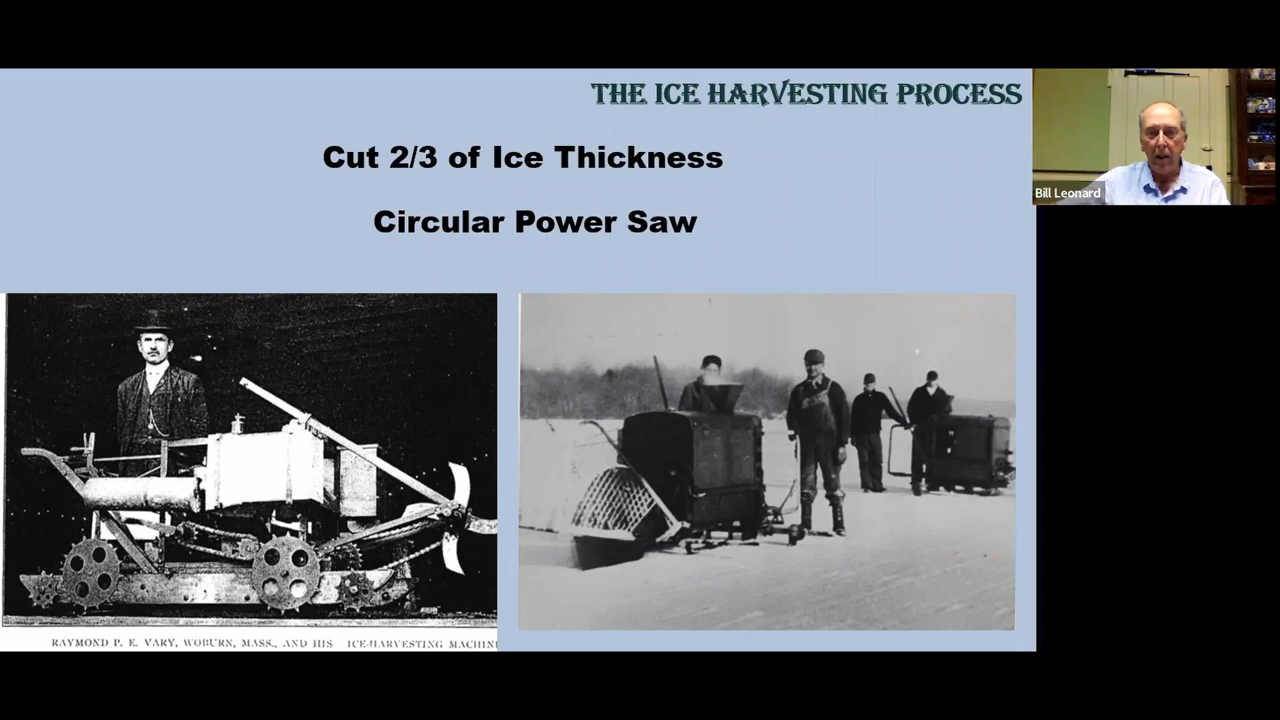 THE ICE HARVESTING PROCESS
Cut 2/3 of Ice Thickness
Circular Power Saw
Bill Leonard
RAYMOND P. E. VARY, WOBURN, MASS., AND HIS ICE-HARVESTING MACHIN